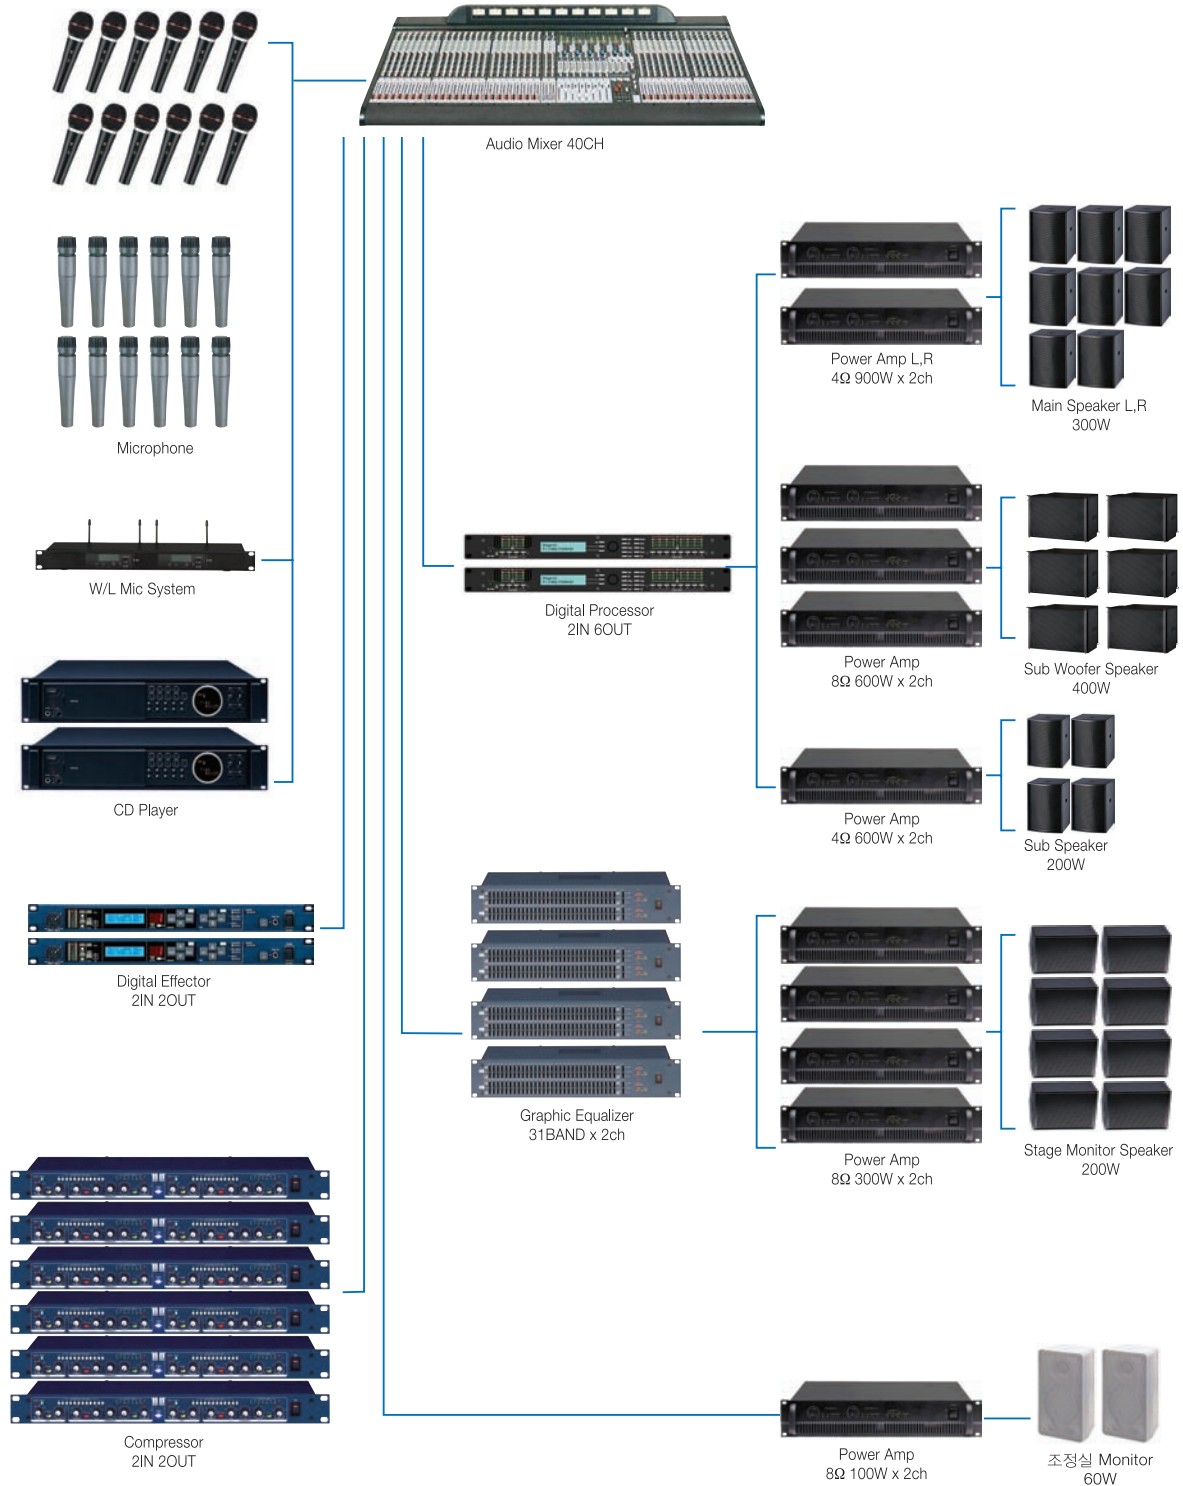 Audio Mixer 40CH
Microphone
W/L Mic System
CD Player
Digital Effector
2IN 2OUT
Compressor
2IN 2OUT
Digital Processor
2IN 6OUT
Graphic Equalizer
31BAND x 2ch
Power Amp L,R
4Ω 900W x 2ch
Main Speaker L,R
300W
Power Amp
8Ω 600W x 2ch
Sub Woofer Speaker
400W
Power Amp
4Ω 600W x 2ch
Sub Speaker
200W
Power Amp
8Ω 300W x 2ch
Stage Monitor Speaker
200W
Power Amp
8Ω 100W x 2ch
조정실 Monitor
60W